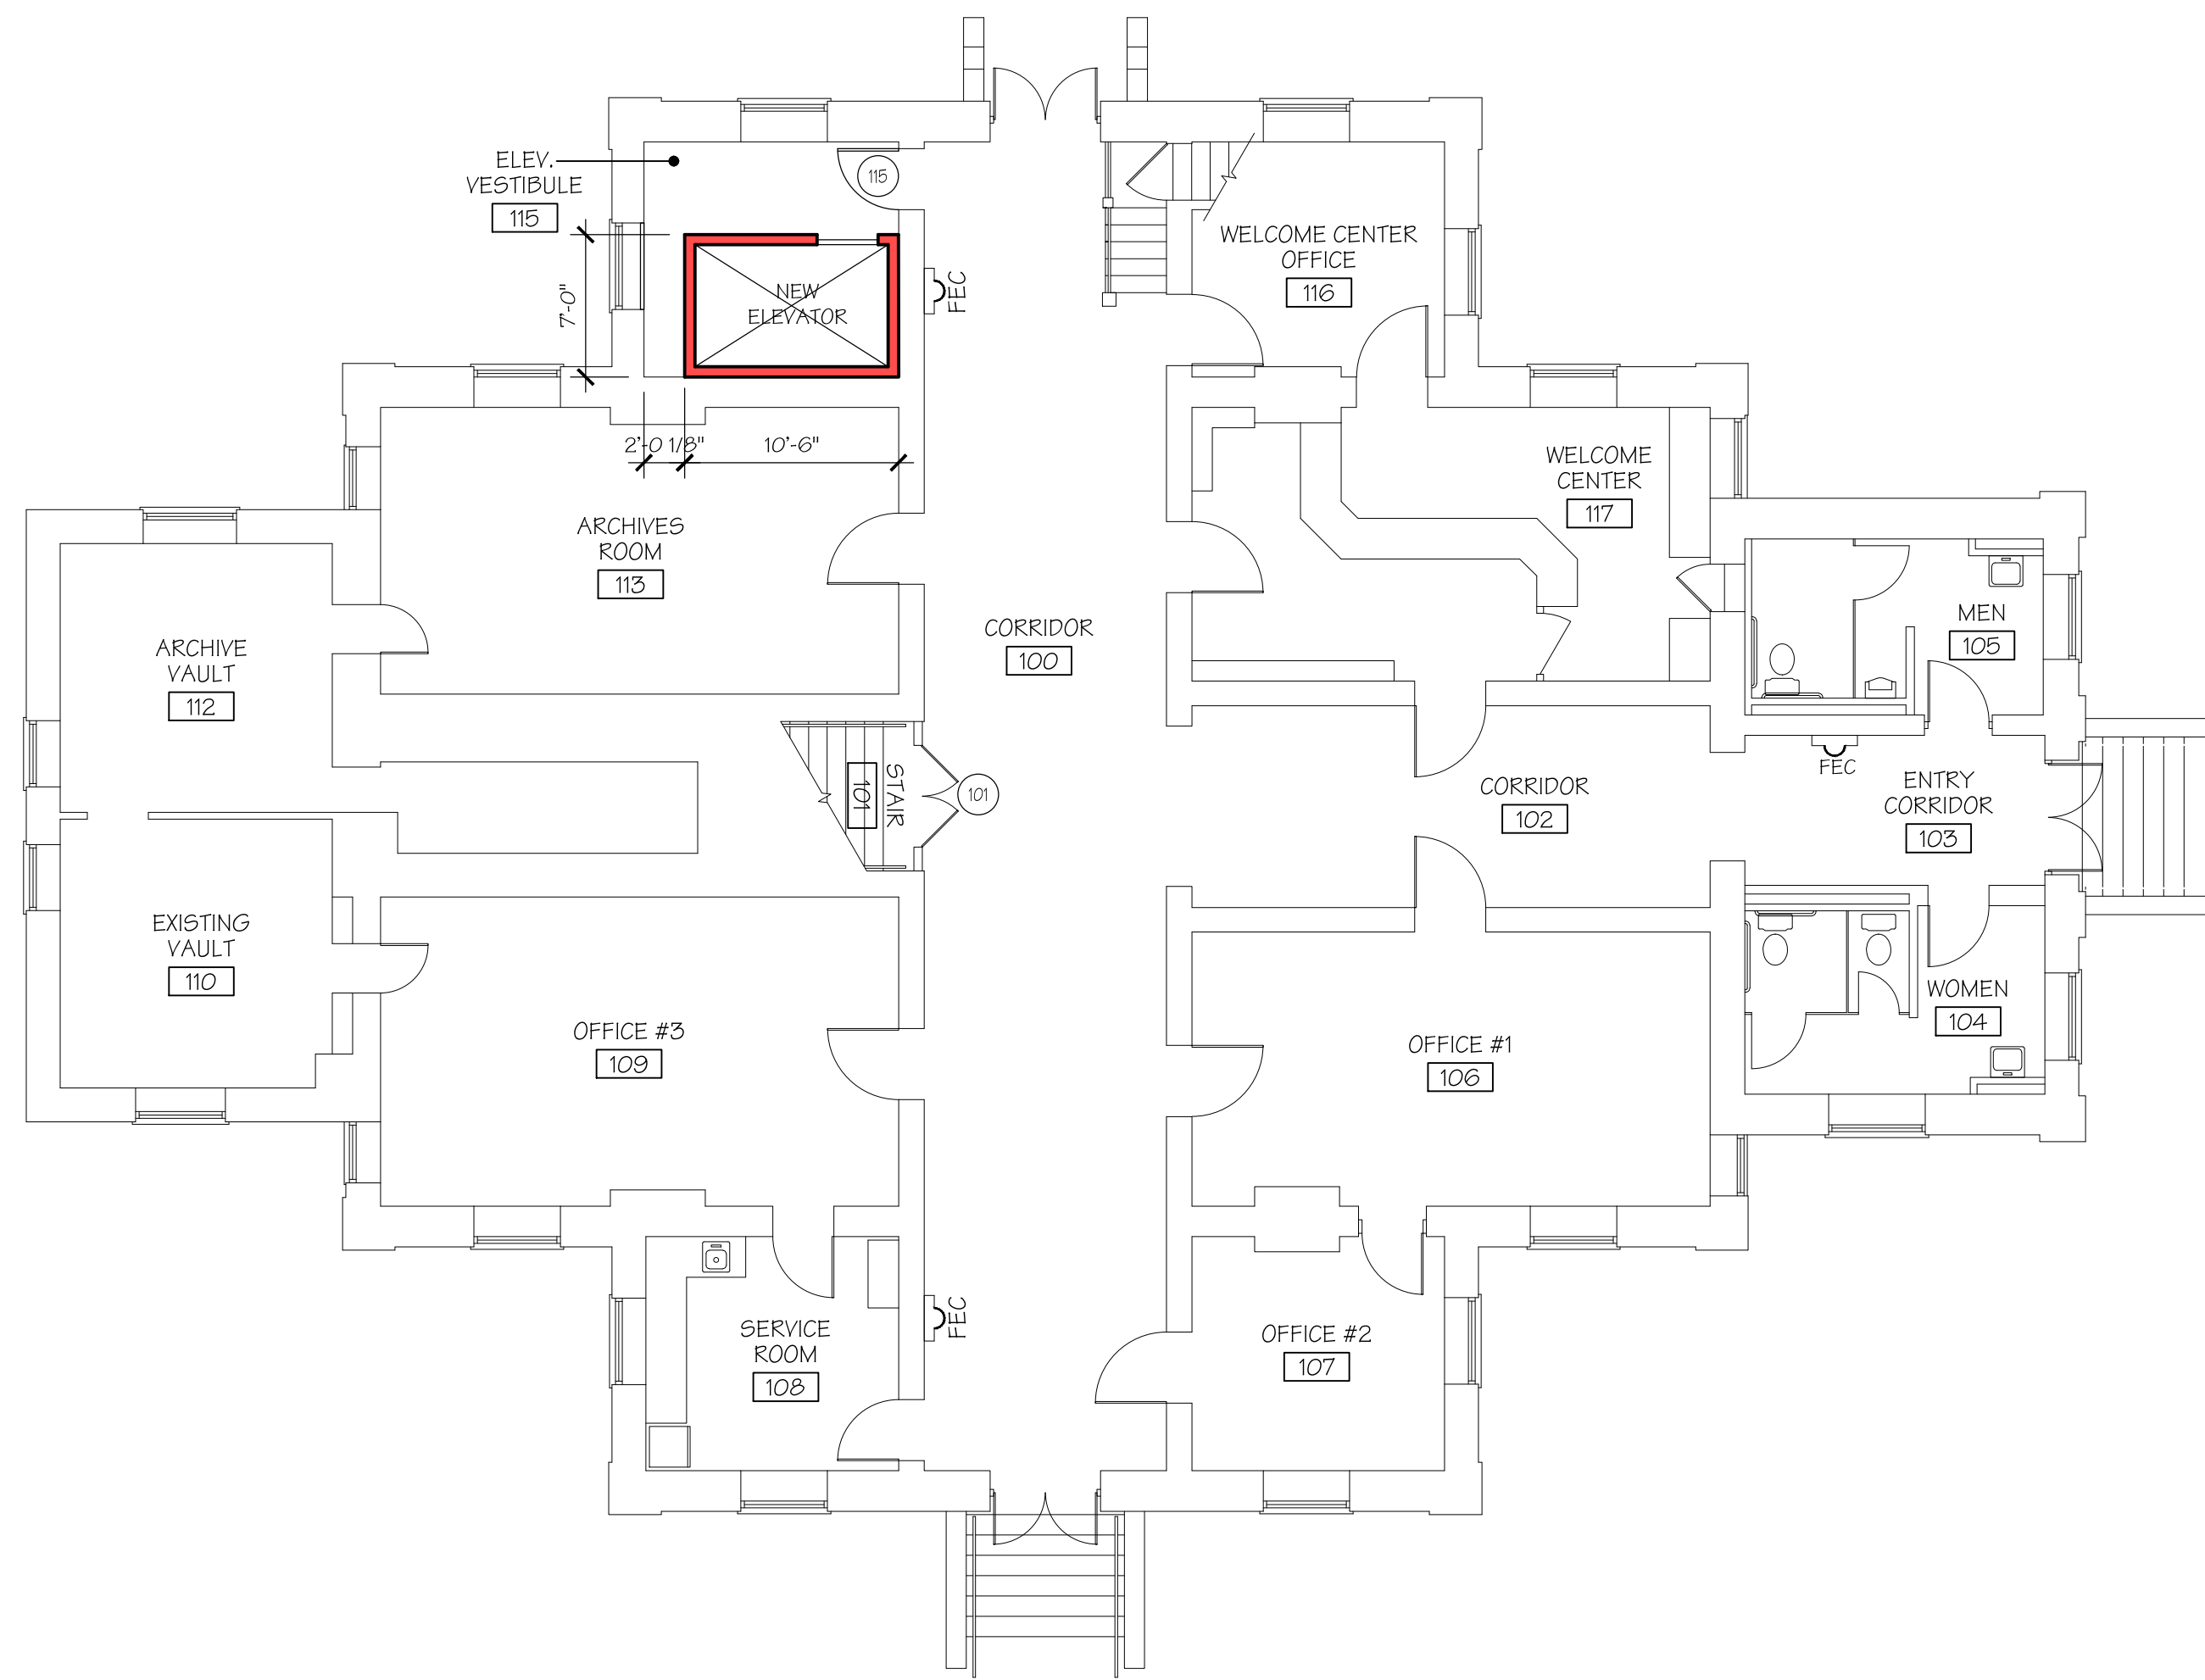 ELEV.
VESTIBULE
115
115
7'-0"
NEW
ELEVATOR
FEC
WELCOME CENTER
OFFICE
116
2'-0 1/8"
10'-6"
WELCOME
CENTER
117
ARCHIVES
ROOM
113
CORRIDOR
100
MEN
105
ARCHIVE
VAULT
112
STAIR
101
101
CORRIDOR
102
FEC
ENTRY
CORRIDOR
103
EXISTING
VAULT
110
WOMEN
104
OFFICE #3
109
OFFICE #1
106
SERVICE
ROOM
108
FEC
OFFICE #2
107